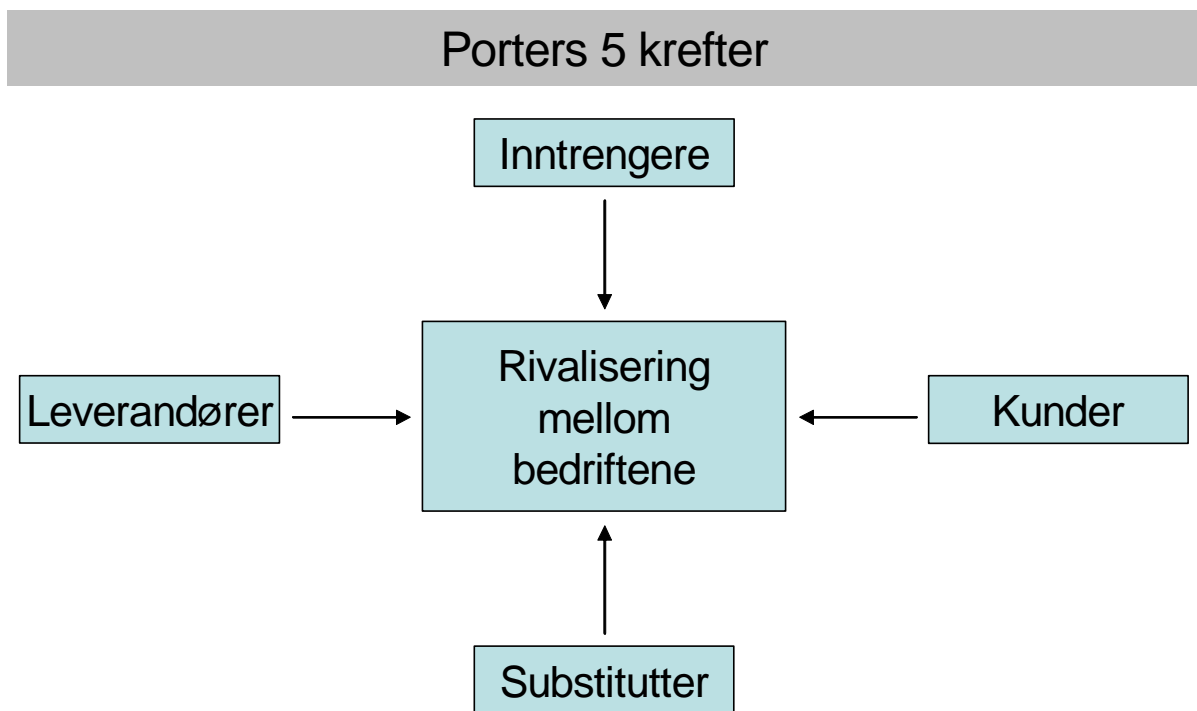 Porters 5 krefter
Inntrengere
Rivalisering
mellom
bedriftene
Leverandører
Kunder
Substitutter